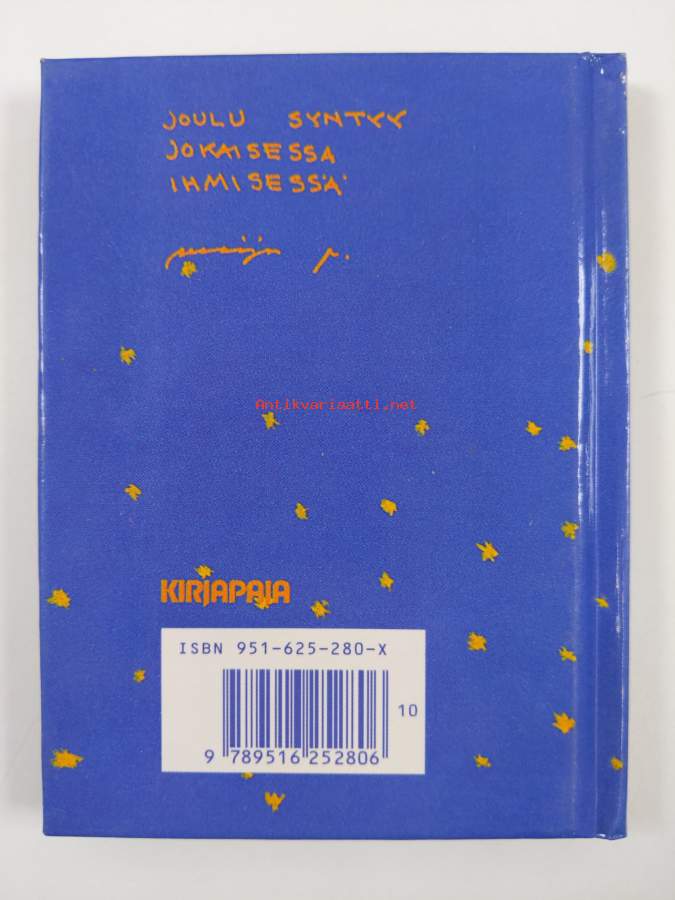 JOULU SYNTYY
JOKAISESSA
IHMISESSÄ
Antikvariaatti.net
KIRJAPAJA
ISBN 951-625-280-X
10
9 789516 252806